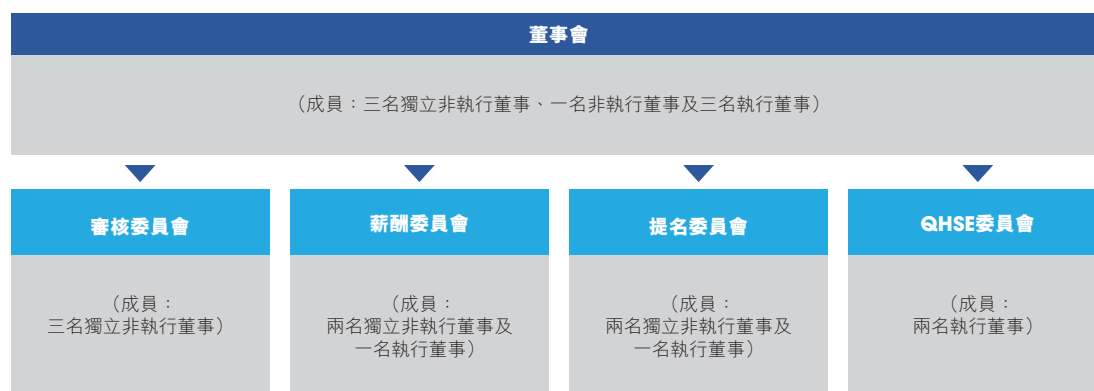 董事會
（成員：三名獨立非執行董事、一名非執行董事及三名執行董事）
審核委員會
（成員：
三名獨立非執行董事）
薪酬委員會
（成員：
兩名獨立非執行董事及
一名執行董事）
提名委員會
（成員：
兩名獨立非執行董事及
一名執行董事）
QHSE委員會
（成員：
兩名執行董事）